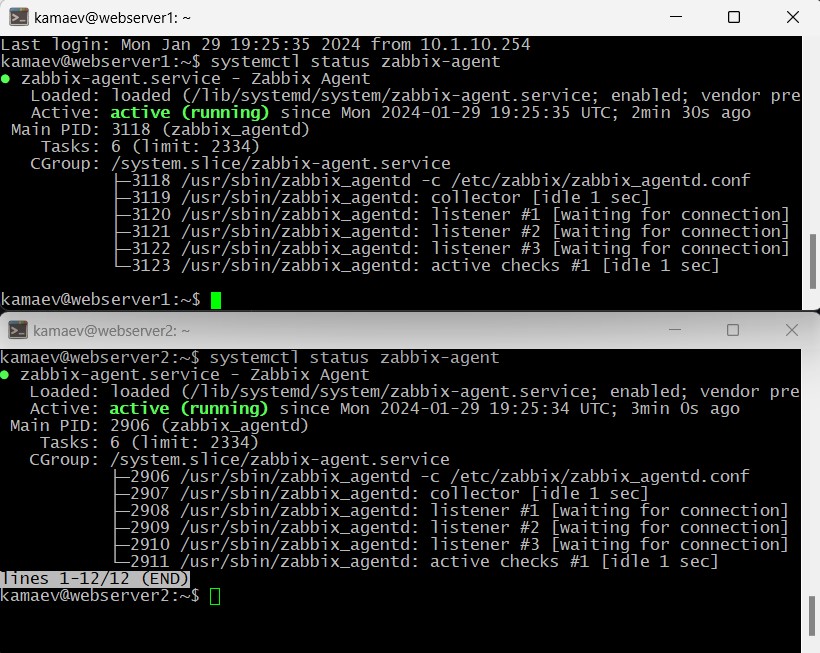 kamaev@webserver1: ~
Last login: Mon Jan 29 19:25:35 2024 from 10.1.10.254
kamaev@webserver1:~$ systemctl status zabbix-agent
● zabbix-agent.service - Zabbix Agent
   Loaded: loaded (/lib/systemd/system/zabbix-agent.service; enabled; vendor pre
   Active: active (running) since Mon 2024-01-29 19:25:35 UTC; 2min 30s ago
 Main PID: 3118 (zabbix_agentd)
    Tasks: 6 (limit: 2334)
   CGroup: /system.slice/zabbix-agent.service
           ├─3118 /usr/sbin/zabbix_agentd -c /etc/zabbix/zabbix_agentd.conf
           ├─3119 /usr/sbin/zabbix_agentd: collector [idle 1 sec]
           ├─3120 /usr/sbin/zabbix_agentd: listener #1 [waiting for connection]
           ├─3121 /usr/sbin/zabbix_agentd: listener #2 [waiting for connection]
           ├─3122 /usr/sbin/zabbix_agentd: listener #3 [waiting for connection]
           └─3123 /usr/sbin/zabbix_agentd: active checks #1 [idle 1 sec]
kamaev@webserver1:~$
kamaev@webserver2: ~
kamaev@webserver2:~$ systemctl status zabbix-agent
● zabbix-agent.service - Zabbix Agent
   Loaded: loaded (/lib/systemd/system/zabbix-agent.service; enabled; vendor pre
   Active: active (running) since Mon 2024-01-29 19:25:34 UTC; 3min 0s ago
 Main PID: 2906 (zabbix_agentd)
    Tasks: 6 (limit: 2334)
   CGroup: /system.slice/zabbix-agent.service
           ├─2906 /usr/sbin/zabbix_agentd -c /etc/zabbix/zabbix_agentd.conf
           ├─2907 /usr/sbin/zabbix_agentd: collector [idle 1 sec]
           ├─2908 /usr/sbin/zabbix_agentd: listener #1 [waiting for connection]
           ├─2909 /usr/sbin/zabbix_agentd: listener #2 [waiting for connection]
           ├─2910 /usr/sbin/zabbix_agentd: listener #3 [waiting for connection]
           └─2911 /usr/sbin/zabbix_agentd: active checks #1 [idle 1 sec]
lines 1-12/12 (END)
kamaev@webserver2:~$